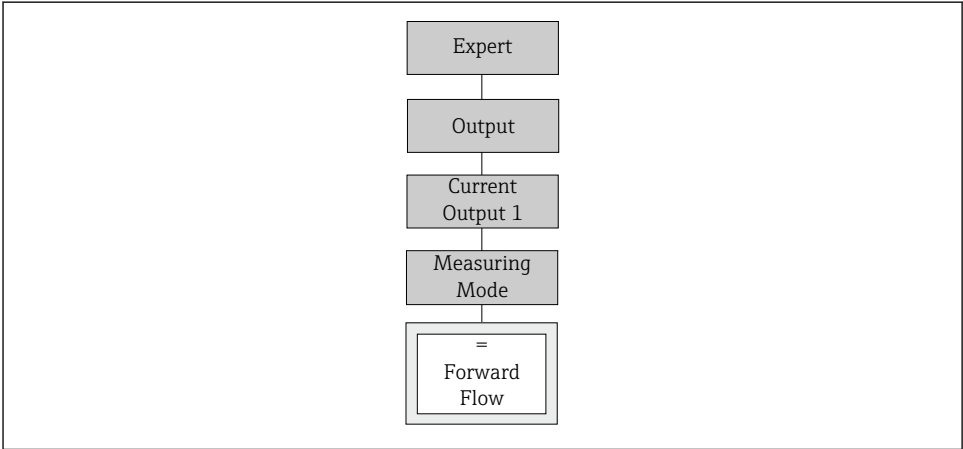 Expert
Output
Current
Output 1
Measuring
Mode
=
Forward
Flow